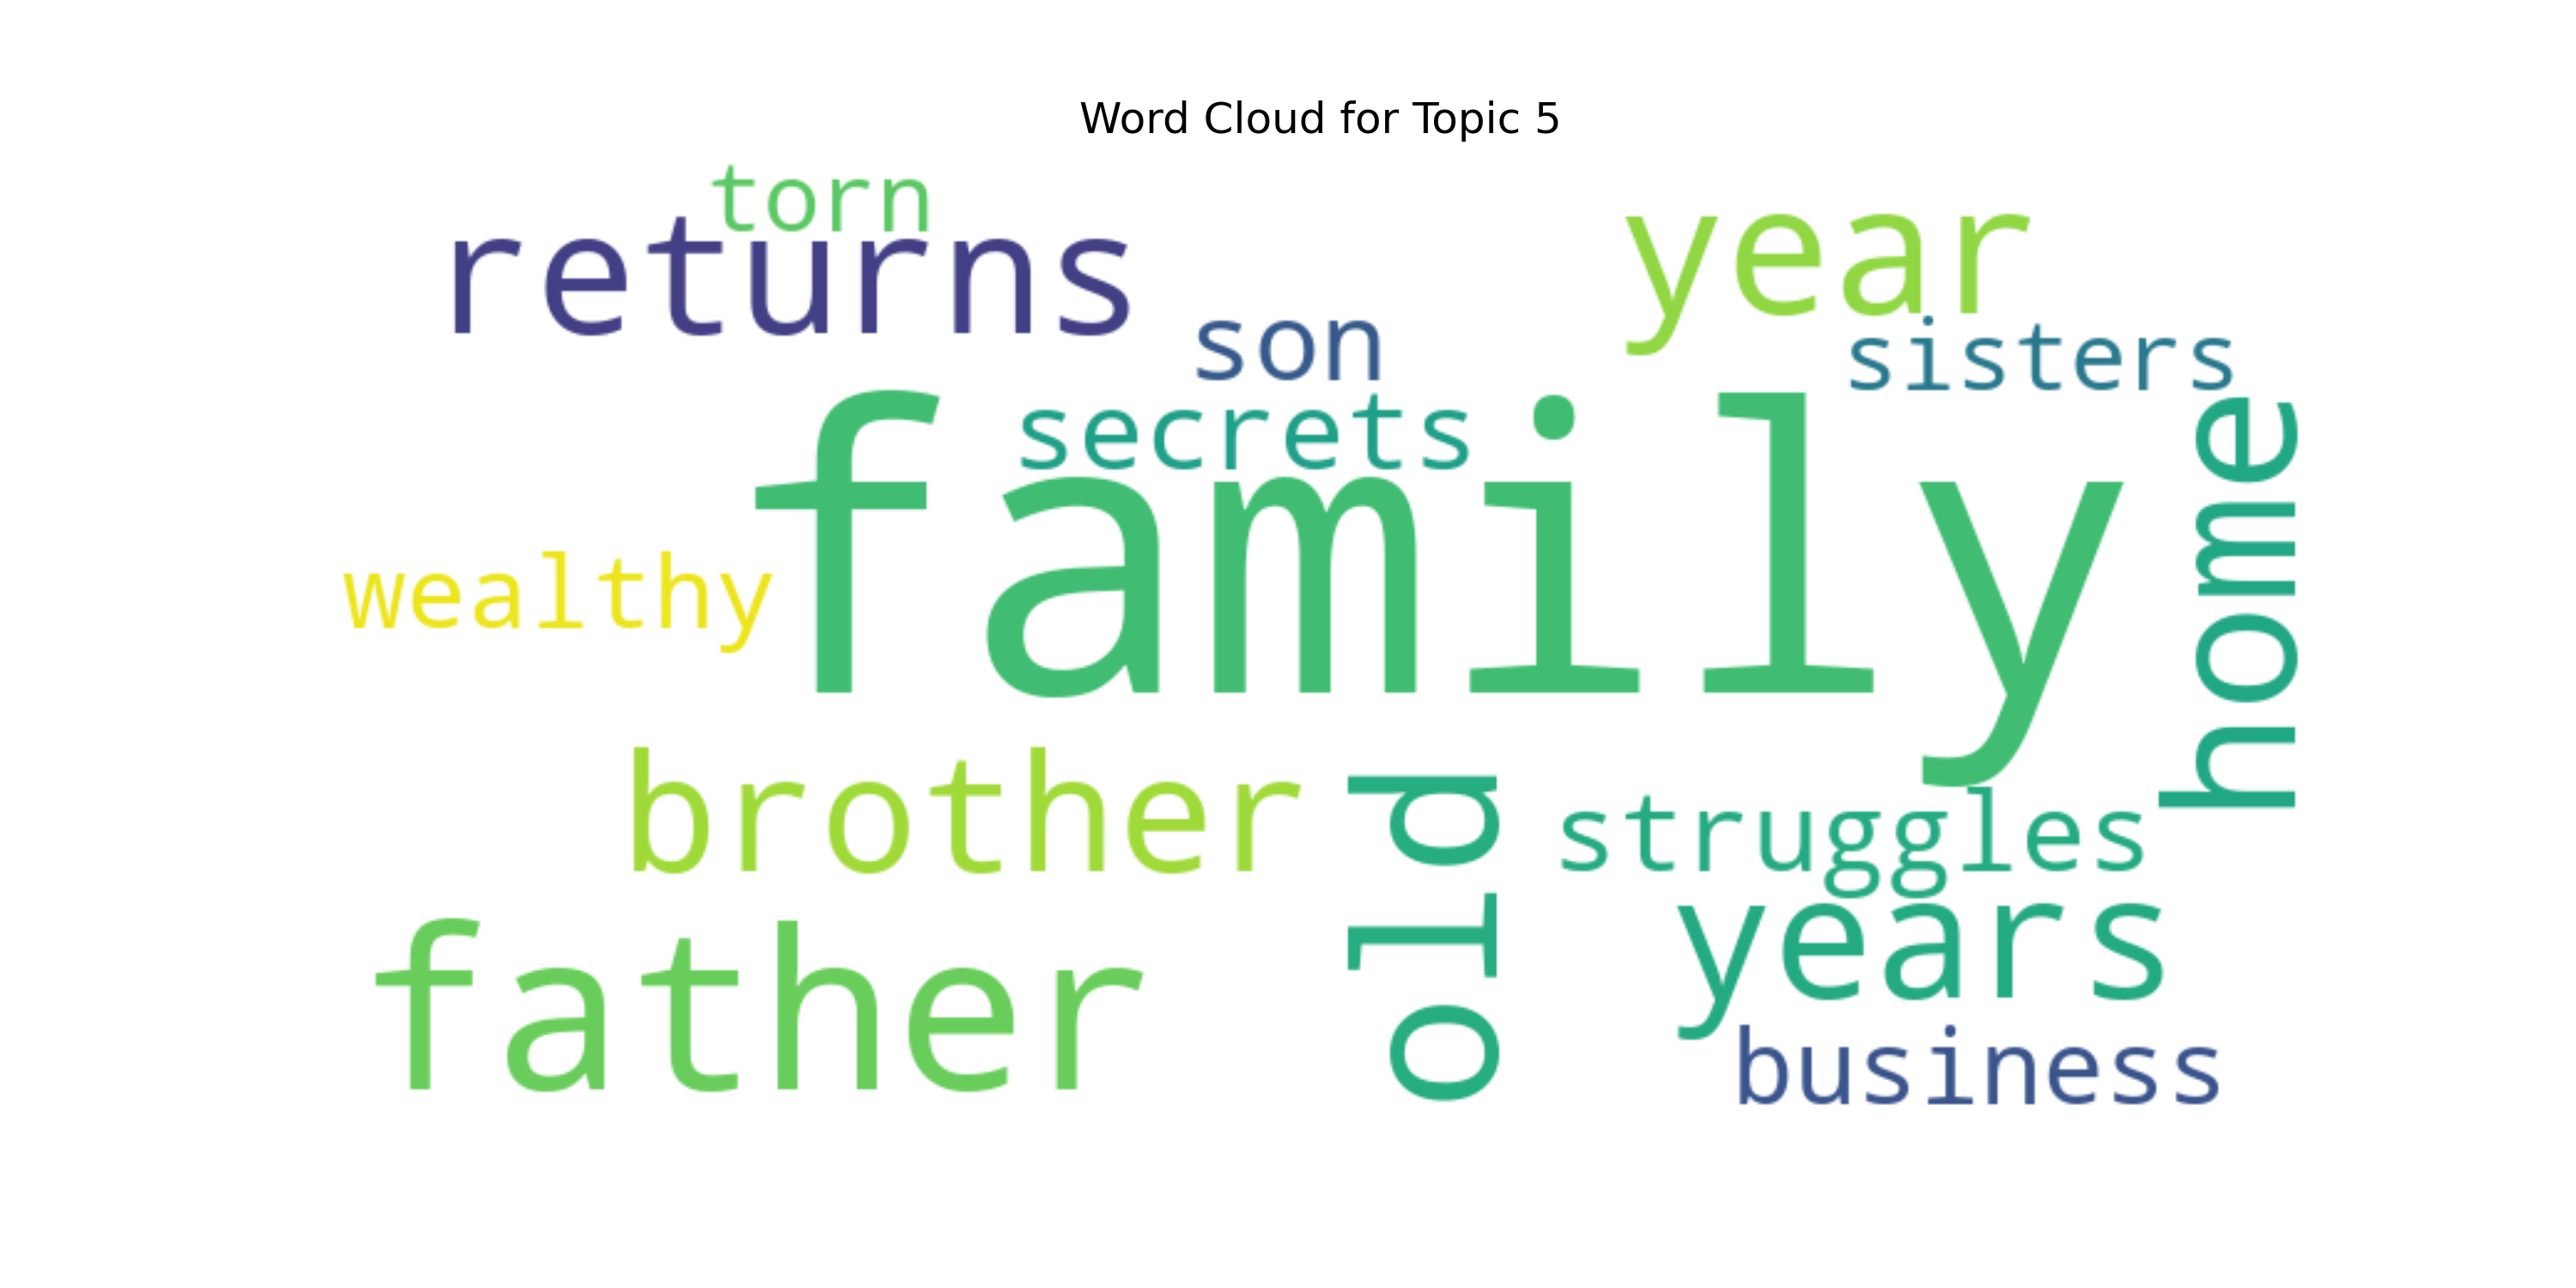 Word Cloud for Topic 5
torn
returns
year
son
sisters
secrets
family
home
wealthy
brother
old
struggles
father
years
business